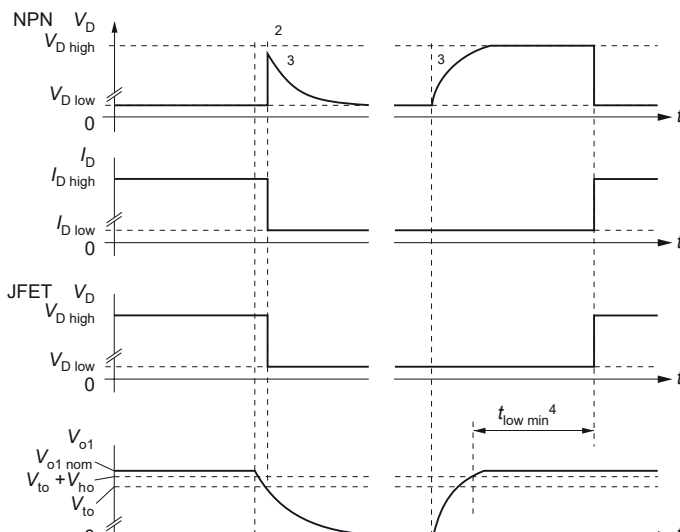 NPN V_D
V_D high
2
3
3
V_D low
0
t
I_D
I_D high
I_D low
0
t
JFET V_D
V_D high
V_D low
0
t
t_low min^4
V_o1
V_o1 nom
V_to + V_ho
V_to